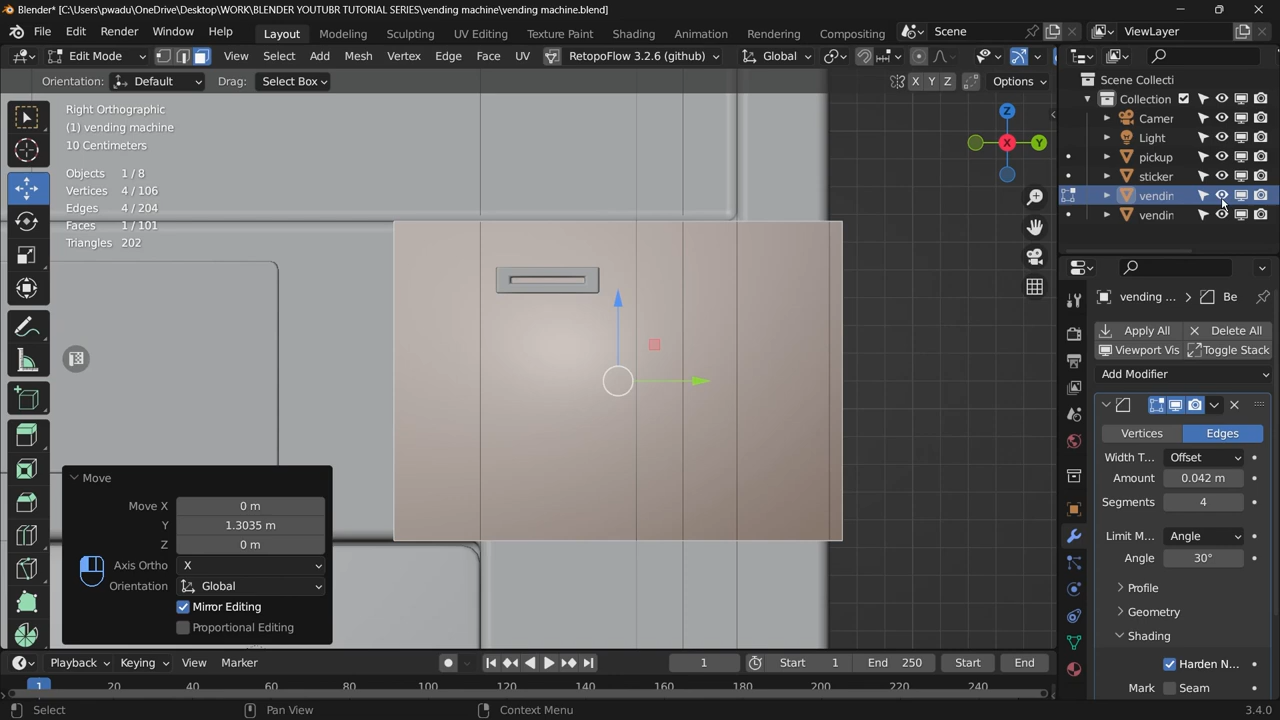 Blender* [C:\Users\pwadu\OneDrive\Desktop\WORK\BLENDER YOUTUBR TUTORIAL SERIES\vending machine\vending machine.blend]
File Edit Render Window Help Layout Modeling Sculpting UV Editing Texture Paint Shading Animation Rendering Compositing Scene ViewLayer
Edit Mode View Select Add Mesh Vertex Edge Face UV RetopoFlow 3.2.6 (github) Global
Orientation: Default Drag: Select Box X Y Z Options
Right Orthographic
(1) vending machine
10 Centimeters
Objects 1/8
Vertices 4/106
Edges 4/204
Faces 1/101
Triangles 202
Z
X
Y
Move
Move X 0 m
Y 1.3035 m
Z 0 m
Axis Ortho X
Orientation Global
Mirror Editing
Proportional Editing
Scene Collecti
Collection
Camer
Light
pickup
sticker
vendin
vendin
vending ... Be
Apply All Delete All
Viewport Vis Toggle Stack
Add Modifier
Vertices Edges
Width T... Offset
Amount 0.042 m
Segments 4
Limit M... Angle
Angle 30°
Profile
Geometry
Shading
Harden N...
Mark Seam
Playback Keying View Marker 1 Start 1 End 250 Start End
1 20 40 60 80 100 120 140 160 180 200 220 240
Select Pan View Context Menu 3.4.0